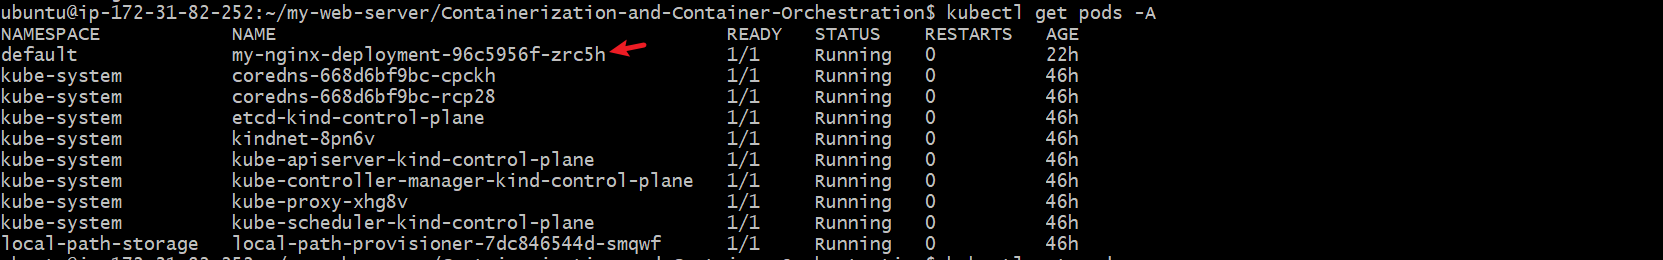 ubuntu@ip-172-31-82-252:~/my-web-server/Containerization-and-Container-Orchestration$ kubectl get pods -A
NAMESPACE NAME READY STATUS RESTARTS AGE
default my-nginx-deployment-96c5956f-zrc5h 1/1 Running 0 22h
kube-system coredns-668d6bf9bc-cpckh 1/1 Running 0 46h
kube-system coredns-668d6bf9bc-rcp28 1/1 Running 0 46h
kube-system etcd-kind-control-plane 1/1 Running 0 46h
kube-system kindnet-8pn6v 1/1 Running 0 46h
kube-system kube-apiserver-kind-control-plane 1/1 Running 0 46h
kube-system kube-controller-manager-kind-control-plane 1/1 Running 0 46h
kube-system kube-proxy-xhg8v 1/1 Running 0 46h
kube-system kube-scheduler-kind-control-plane 1/1 Running 0 46h
local-path-storage local-path-provisioner-7dc846544d-smqwf 1/1 Running 0 46h